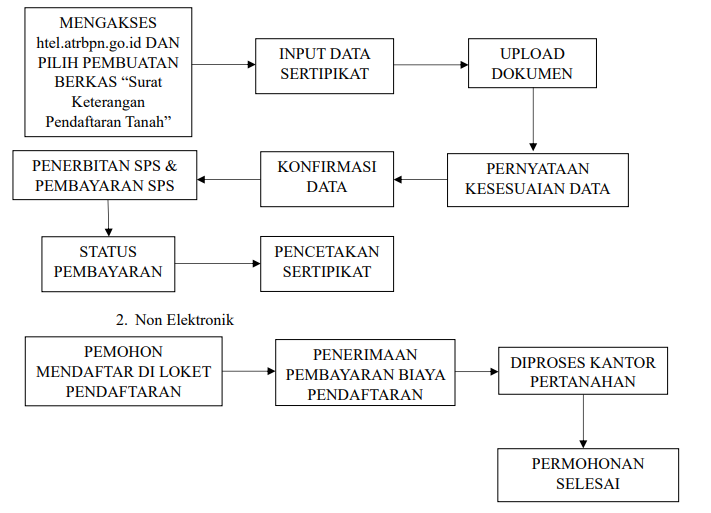 MENGAKSES
htel.atrbpn.go.id DAN
PILIH PEMBUATAN
BERKAS “Surat
Keterangan
Pendaftaran Tanah”
INPUT DATA
SERTIPIKAT
UPLOAD
DOKUMEN
PERNYATAAN
KESESUAIAN DATA
KONFIRMASI
DATA
PENERBITAN SPS &
PEMBAYARAN SPS
STATUS
PEMBAYARAN
PENCETAKAN
SERTIPIKAT
2. Non Elektronik
PEMOHON
MENDAFTAR DI LOKET
PENDAFTARAN
PENERIMAAN
PEMBAYARAN BIAYA
PENDAFTARAN
DIPROSES KANTOR
PERTANAHAN
PERMOHONAN
SELESAI